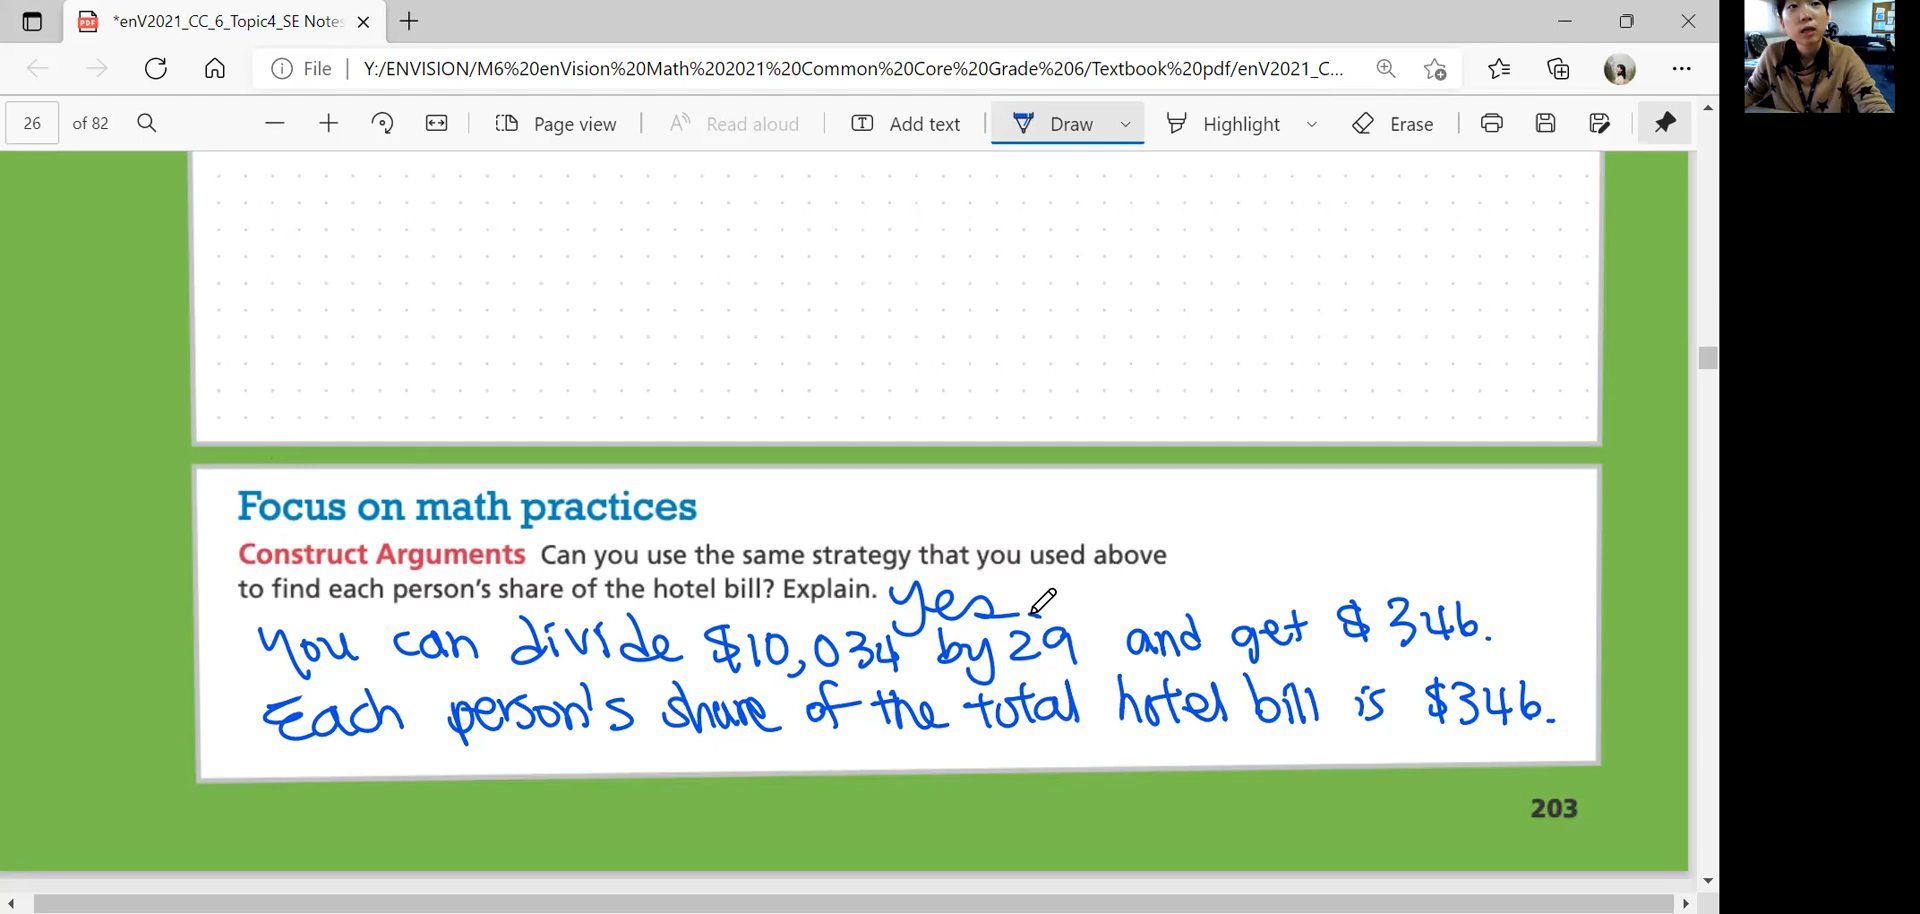 *enV2021_CC_6_Topic4_SE Notes
File Y:/ENVISION/M6%20enVision%20Math%202021%20Common%20Core%20Grade%206/Textbook%20pdf/enV2021_C...
26 of 82 Page view Read aloud Add text Draw Highlight Erase
Focus on math practices
Construct Arguments Can you use the same strategy that you used above
to find each person's share of the hotel bill? Explain. Yes
You can divide $10,034 by 29 and get $346.
Each person's share of the total hotel bill is $346.
203